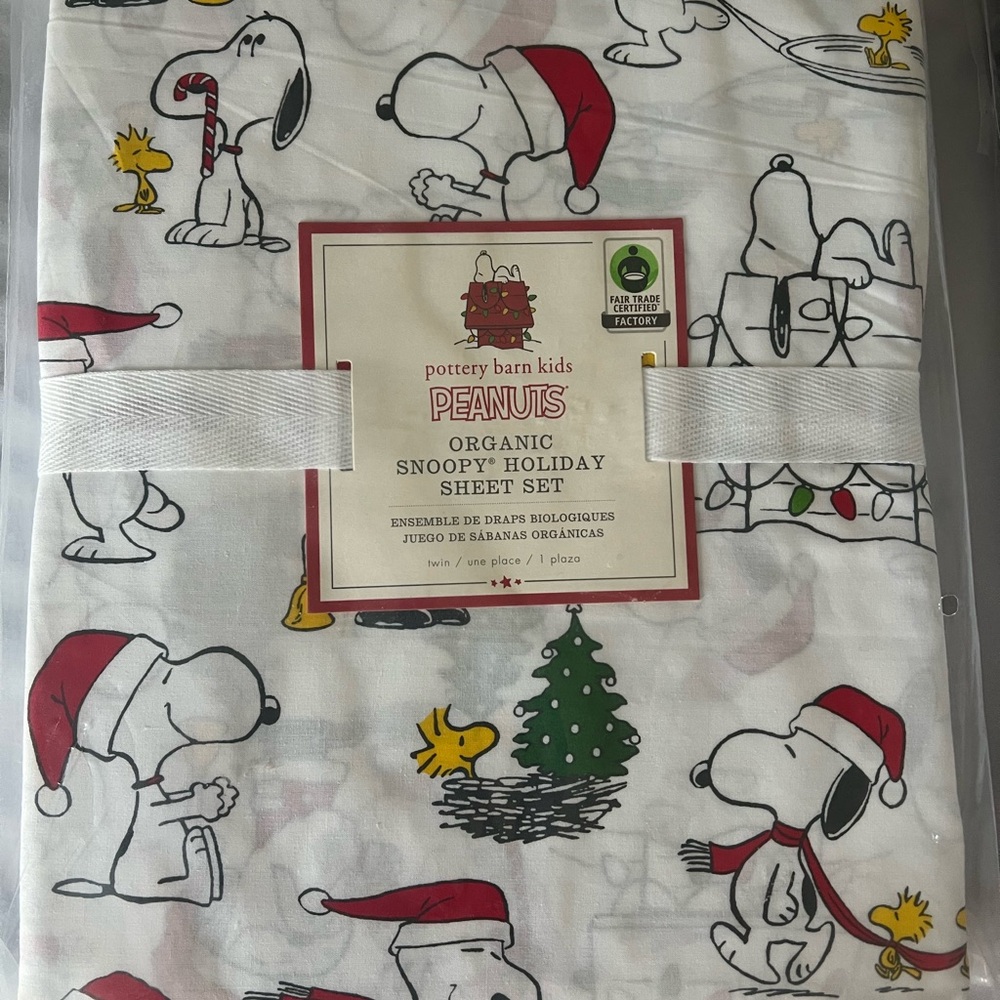 FAIR TRADE
CERTIFIED
FACTORY
pottery barn kids
PEANUTS
ORGANIC
SNOOPY® HOLIDAY
SHEET SET
ENSEMBLE DE DRAPS BIOLOGIQUES
JUEGO DE SÁBANAS ORGÁNICAS
twin / une place / 1 plaza